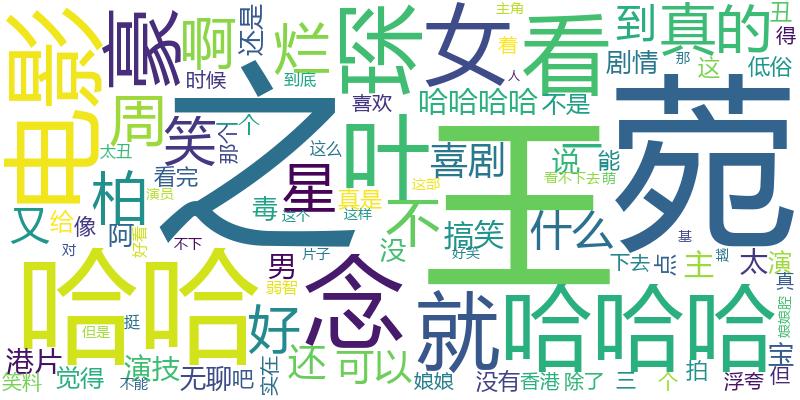 电影
豪
啊
还是
烂
琛
女
主角
着
人
看
到
真的
丑
得
剧情
那
这
低俗
时候
到底
喜欢
哈哈哈哈
不是
周
笑
那个
一个
之
叶
王
菀
太丑
看完
演员
柏
星
这么
喜剧
说
能
看不下去
萌
又
给
像
阿
好看
毒
这个
真是
这样
这部
不
搞笑
什么
没
好笑
基
对
不下
片子
男
弱智
下去
主
太
演
真
哈哈
念
就
哈哈哈
但是
挺
好
港片
觉得
演技
无聊
吧
实在
还
可以
娘娘
没有
香港
除了
三
个
拍
浮夸
宝
但
娘娘腔
笑料
不能